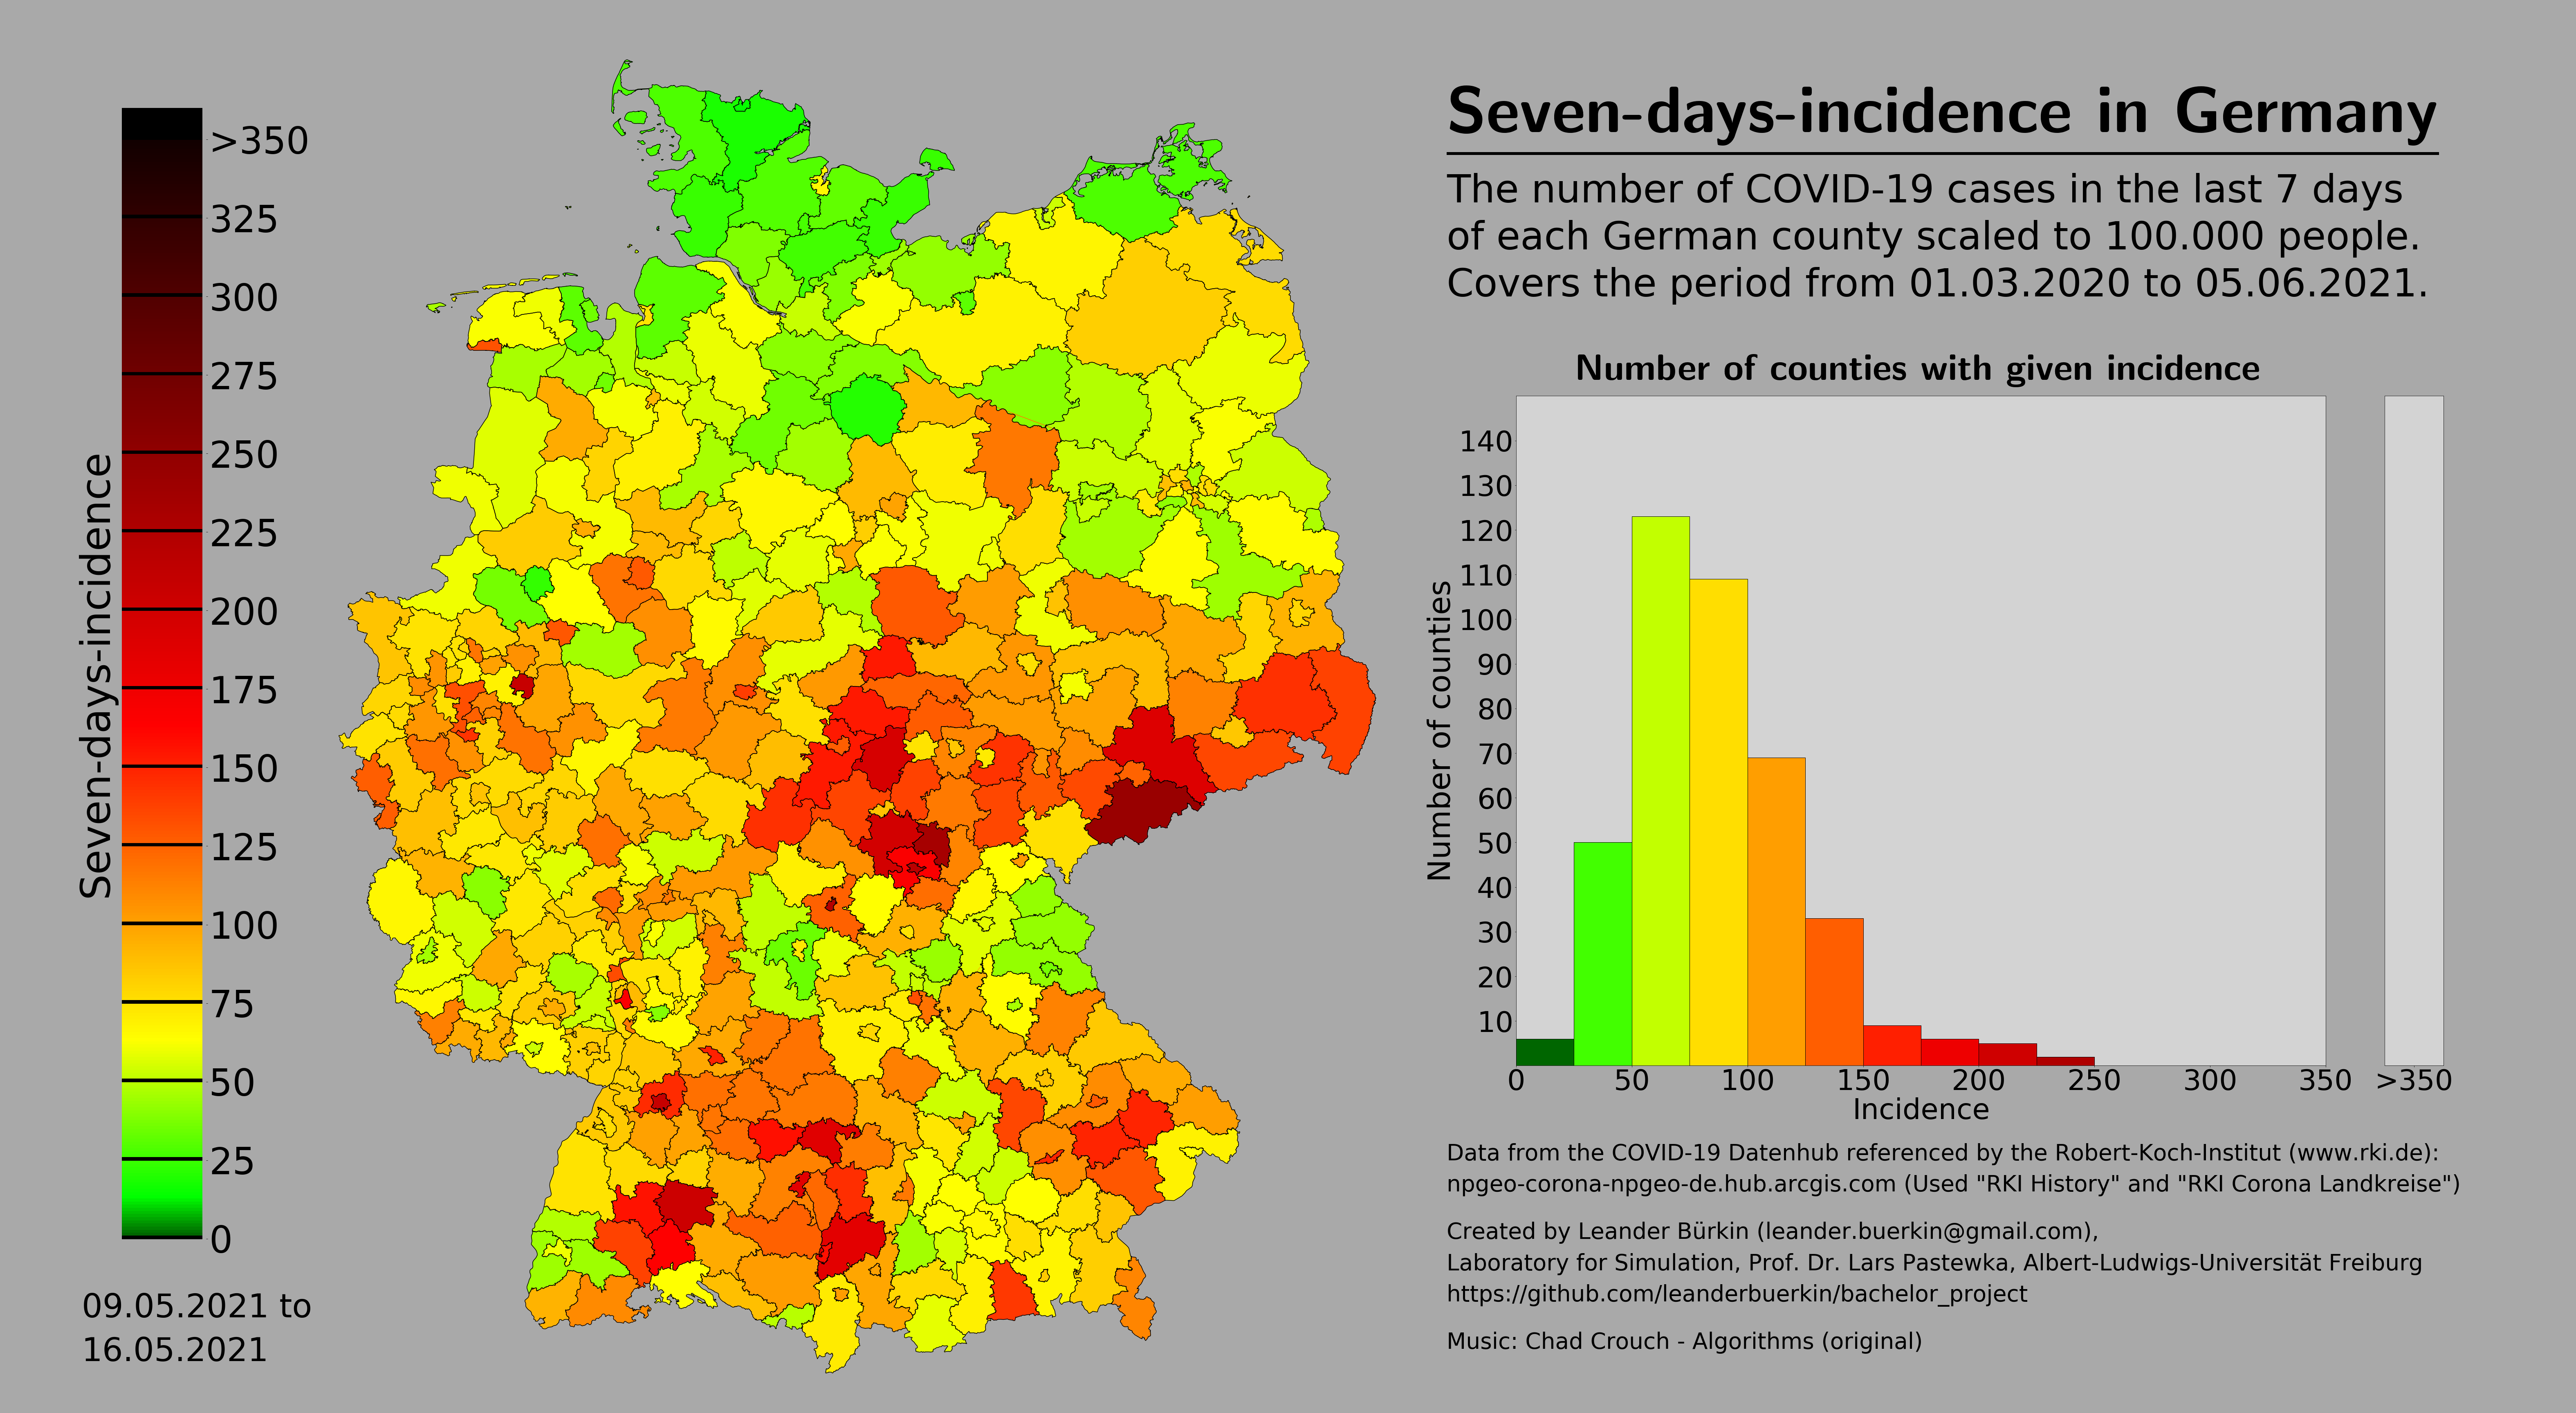 Seven-days-incidence in Germany
The number of COVID-19 cases in the last 7 days
of each German county scaled to 100.000 people.
Covers the period from 01.03.2020 to 05.06.2021.
Seven-days-incidence
>350
325
300
275
250
225
200
175
150
125
100
75
50
25
0
09.05.2021 to
16.05.2021
Number of counties with given incidence
Number of counties
140
130
120
110
100
90
80
70
60
50
40
30
20
10
0 50 100 150 200 250 300 350 >350
Incidence
Data from the COVID-19 Datenhub referenced by the Robert-Koch-Institut (www.rki.de):
npgeo-corona-npgeo-de.hub.arcgis.com (Used "RKI History" and "RKI Corona Landkreise")
Created by Leander Bürkin (leander.buerkin@gmail.com),
Laboratory for Simulation, Prof. Dr. Lars Pastewka, Albert-Ludwigs-Universität Freiburg
https://github.com/leanderbuerkin/bachelor_project
Music: Chad Crouch - Algorithms (original)